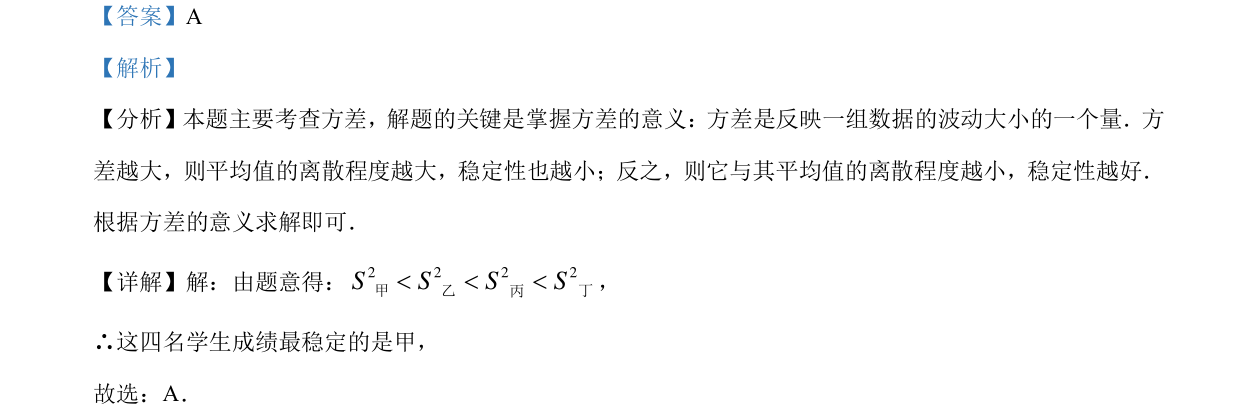 【答案】A
【解析】
【分析】本题主要考查方差，解题的关键是掌握方差的意义：方差是反映一组数据的波动大小的一个量．方
差越大，则平均值的离散程度越大，稳定性也越小；反之，则它与其平均值的离散程度越小，稳定性越好．
根据方差的意义求解即可．
【详解】解：由题意得：S²甲 < S²乙 < S²丙 < S²丁，
∴这四名学生成绩最稳定的是甲，
故选：A．